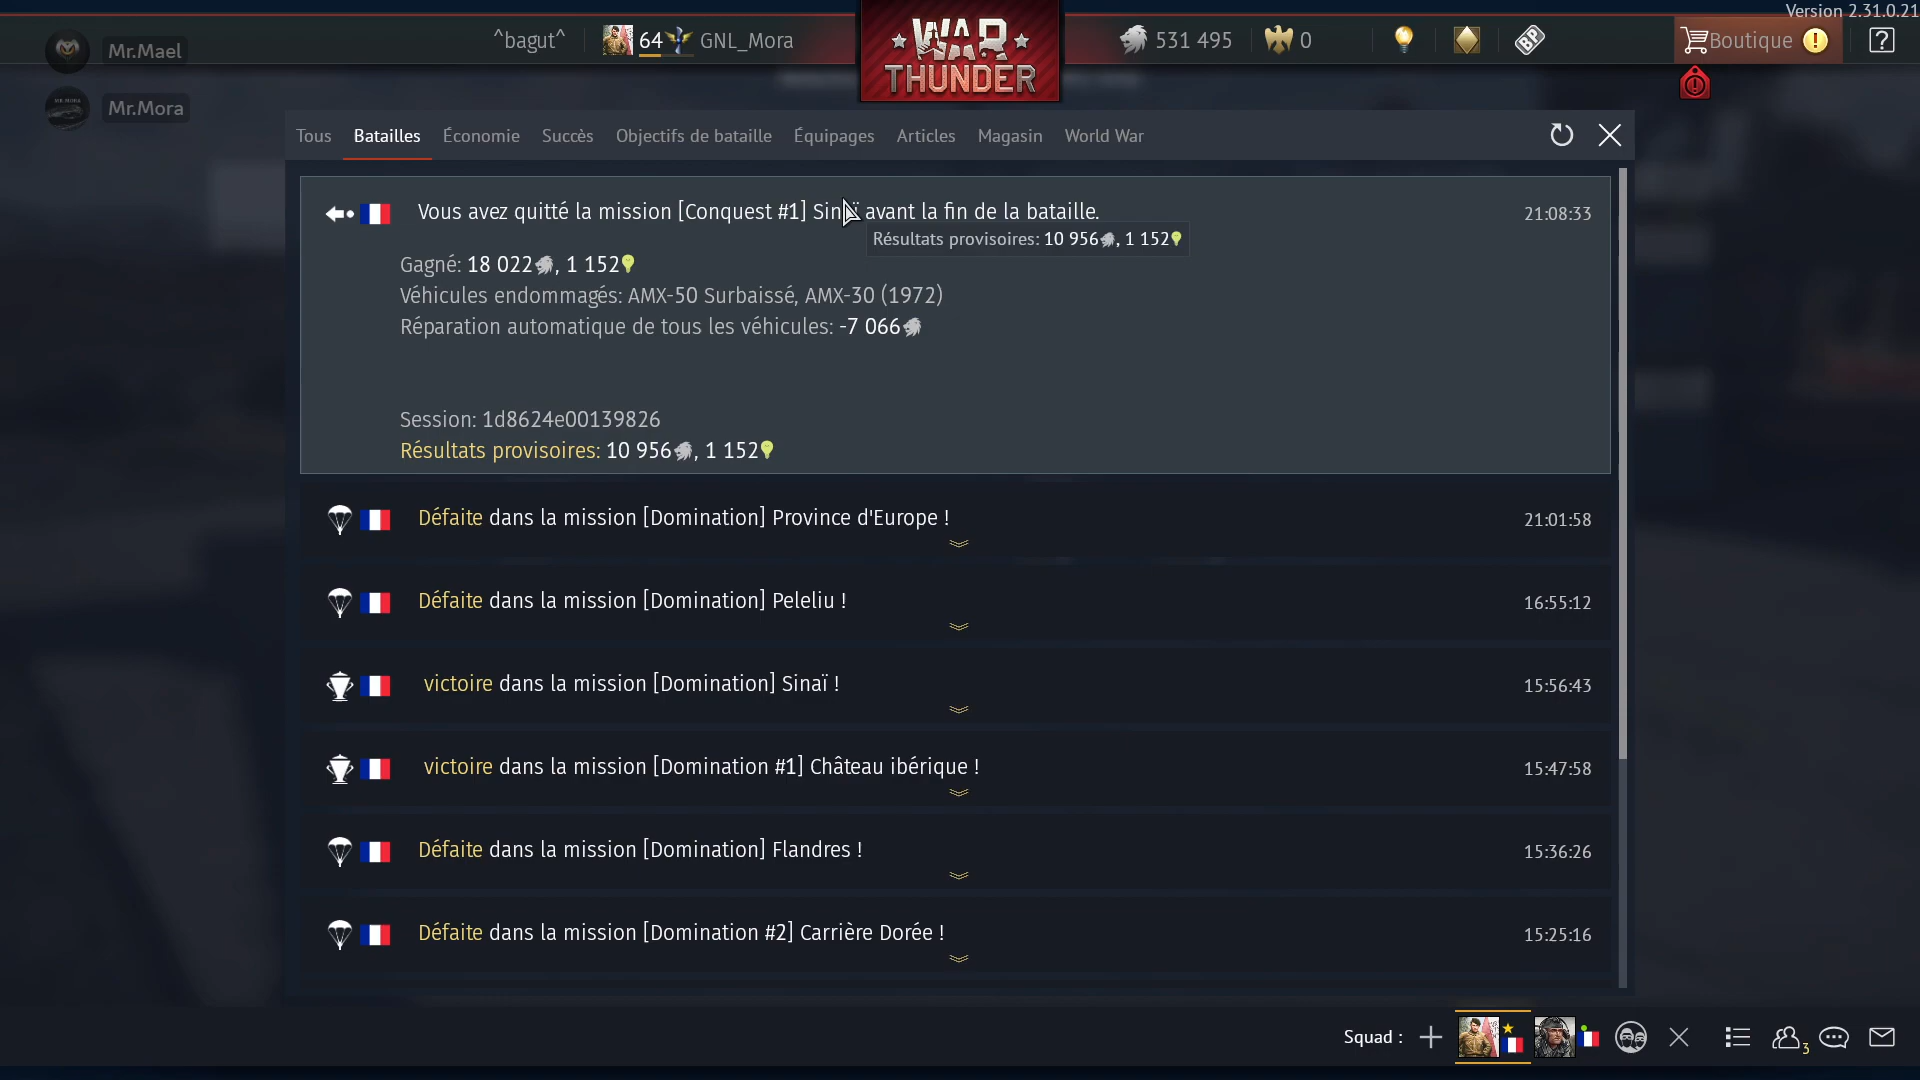 Version 2.31.0.21
Mr.Mael
^bagut^
64
GNL_Mora
WAR THUNDER
531 495
0
BP
Boutique
?
Mr.Mora
Tous Batailles Économie Succès Objectifs de bataille Équipages Articles Magasin World War
Vous avez quitté la mission [Conquest #1] Sinaï avant la fin de la bataille.
21:08:33
Résultats provisoires: 10 956, 1 152
Gagné: 18 022, 1 152
Véhicules endommagés: AMX-50 Surbaissé, AMX-30 (1972)
Réparation automatique de tous les véhicules: -7 066
Session: 1d8624e00139826
Résultats provisoires: 10 956, 1 152
Défaite dans la mission [Domination] Province d'Europe !
21:01:58
Défaite dans la mission [Domination] Peleliu !
16:55:12
victoire dans la mission [Domination] Sinaï !
15:56:43
victoire dans la mission [Domination #1] Château ibérique !
15:47:58
Défaite dans la mission [Domination] Flandres !
15:36:26
Défaite dans la mission [Domination #2] Carrière Dorée !
15:25:16
Squad :
3